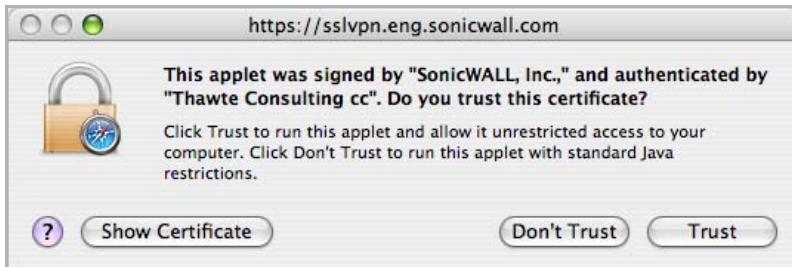 https://sslvpn.eng.sonicwall.com
This applet was signed by "SonicWALL, Inc.," and authenticated by
"Thawte Consulting cc". Do you trust this certificate?
Click Trust to run this applet and allow it unrestricted access to your
computer. Click Don't Trust to run this applet with standard Java
restrictions.
? Show Certificate Don't Trust Trust